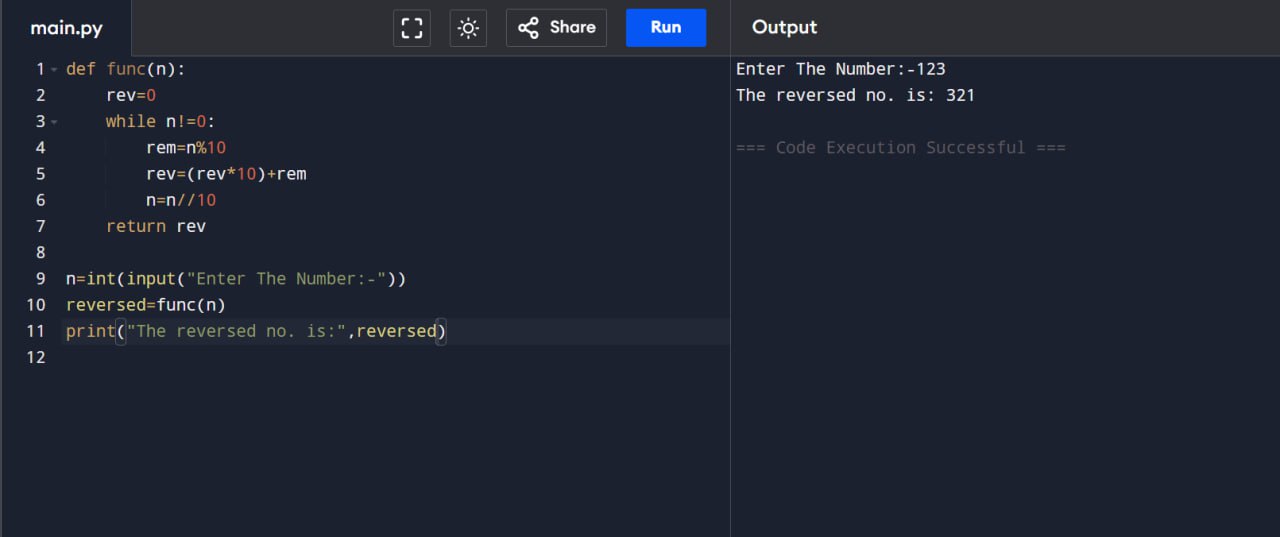 main.py
Share
Run
Output
1 def func(n):
2     rev=0
3     while n!=0:
4         rem=n%10
5         rev=(rev*10)+rem
6         n=n//10
7     return rev
8
9 n=int(input("Enter The Number:-"))
10 reversed=func(n)
11 print("The reversed no. is:",reversed)
12
Enter The Number:-123
The reversed no. is: 321
=== Code Execution Successful ===